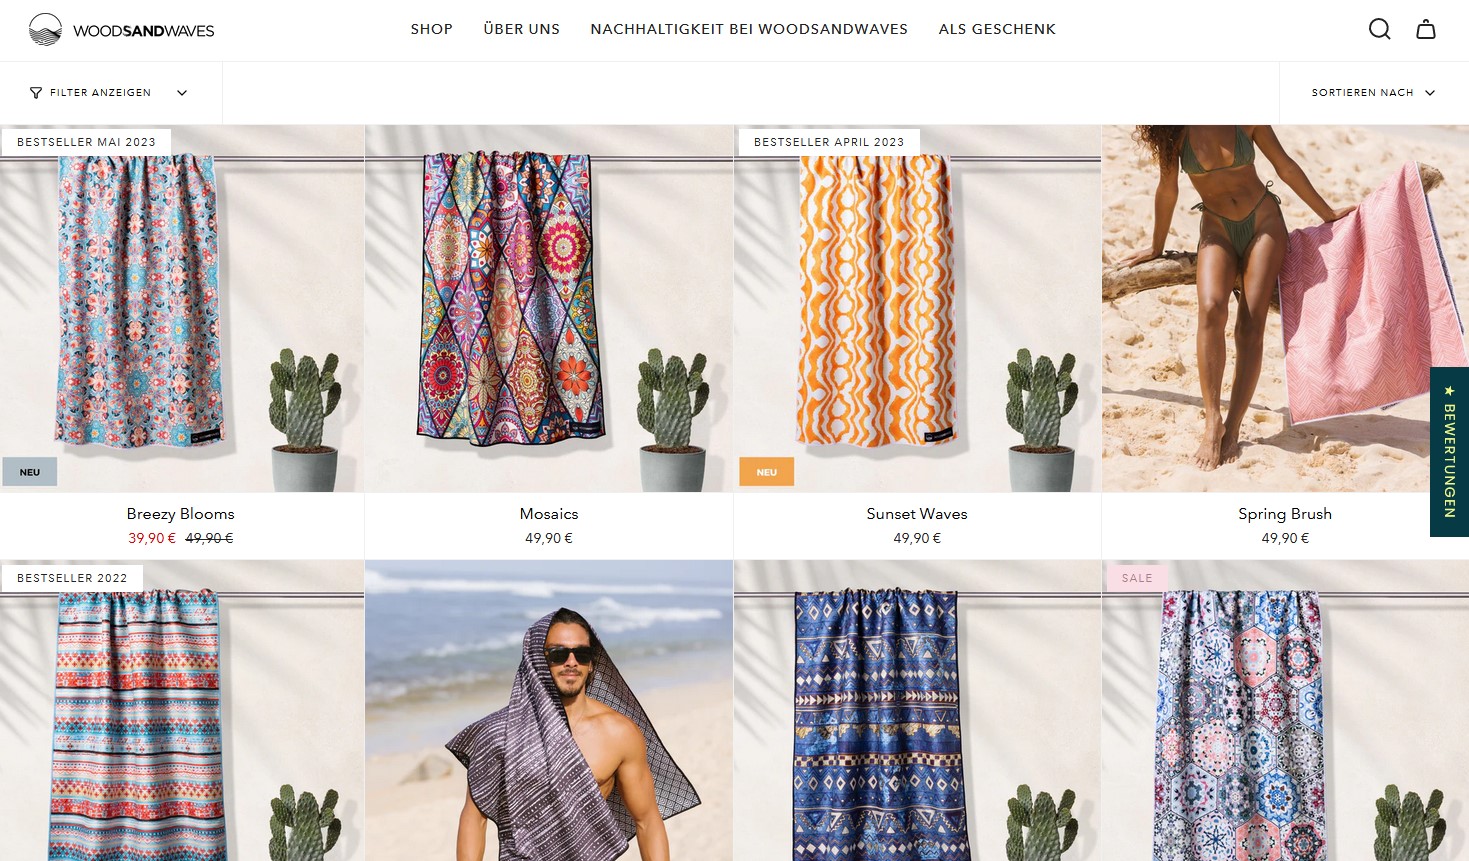 WOODSANDWAVES
SHOP
ÜBER UNS
NACHHALTIGKEIT BEI WOODSANDWAVES
ALS GESCHENK
FILTER ANZEIGEN
SORTIEREN NACH
BESTSELLER MAI 2023
BESTSELLER APRIL 2023
NEU
NEU
★ BEWERTUNGEN
Breezy Blooms
39,90 € 49,90 €
Mosaics
49,90 €
Sunset Waves
49,90 €
Spring Brush
49,90 €
BESTSELLER 2022
SALE